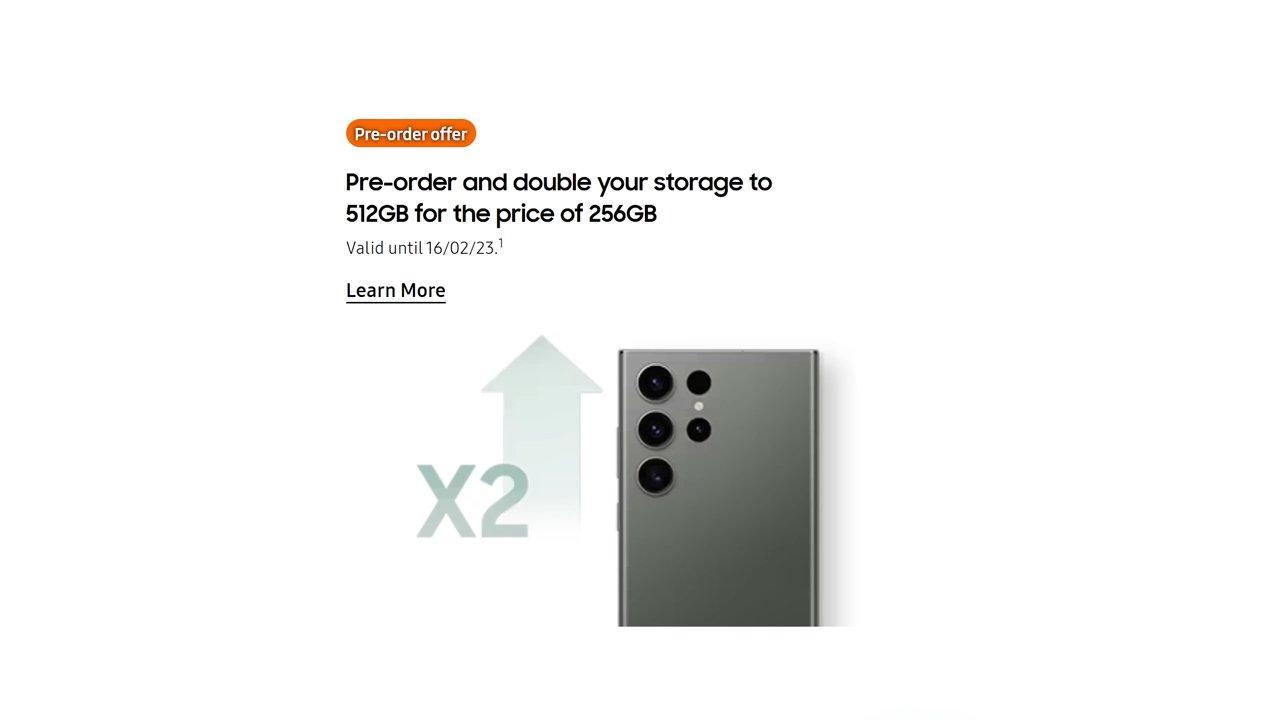 Pre-order offer
Pre-order and double your storage to
512GB for the price of 256GB
Valid until 16/02/23.¹
Learn More
X2